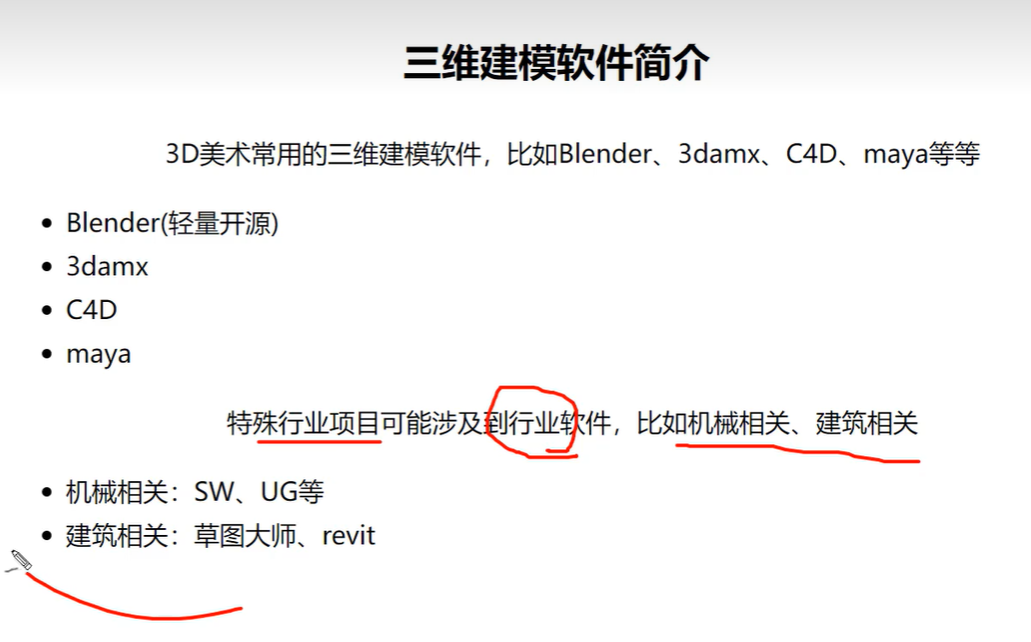 三维建模软件简介
3D美术常用的三维建模软件，比如Blender、3damx、C4D、maya等等
Blender(轻量开源)
3damx
C4D
maya
特殊行业项目可能涉及到行业软件，比如机械相关、建筑相关
机械相关：SW、UG等
建筑相关：草图大师、revit